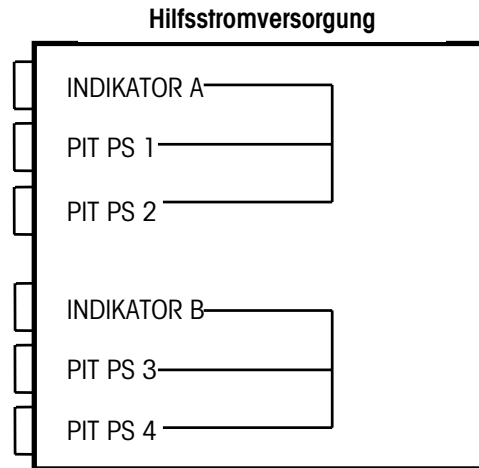 Hilfsstromversorgung
INDIKATOR A
PIT PS 1
PIT PS 2
INDIKATOR B
PIT PS 3
PIT PS 4